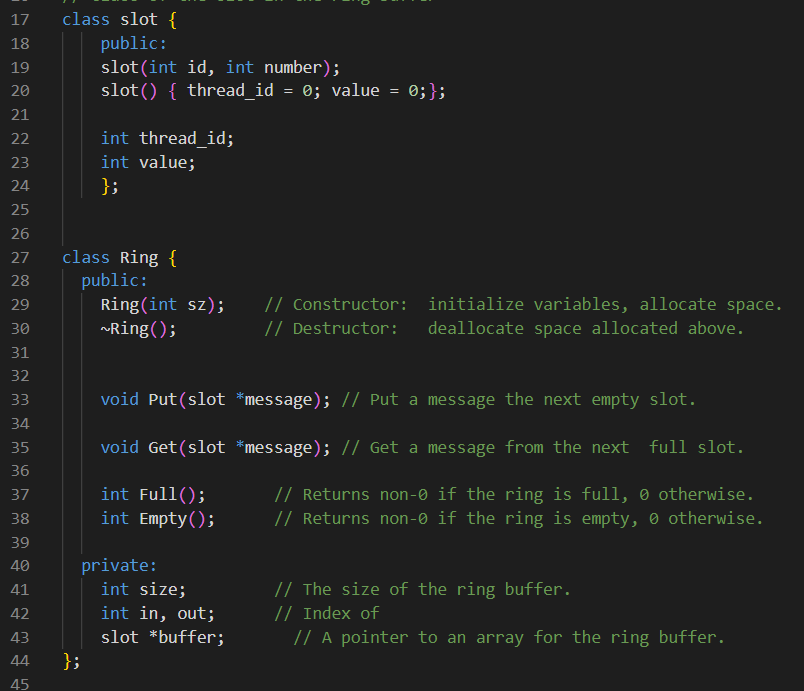 17 class slot {
18 public:
19 slot(int id, int number);
20 slot() { thread_id = 0; value = 0;};
21
22 int thread_id;
23 int value;
24 };
25
26
27 class Ring {
28 public:
29 Ring(int sz); // Constructor: initialize variables, allocate space.
30 ~Ring(); // Destructor: deallocate space allocated above.
31
32
33 void Put(slot *message); // Put a message the next empty slot.
34
35 void Get(slot *message); // Get a message from the next full slot.
36
37 int Full(); // Returns non-0 if the ring is full, 0 otherwise.
38 int Empty(); // Returns non-0 if the ring is empty, 0 otherwise.
39
40 private:
41 int size; // The size of the ring buffer.
42 int in, out; // Index of
43 slot *buffer; // A pointer to an array for the ring buffer.
44 };
45